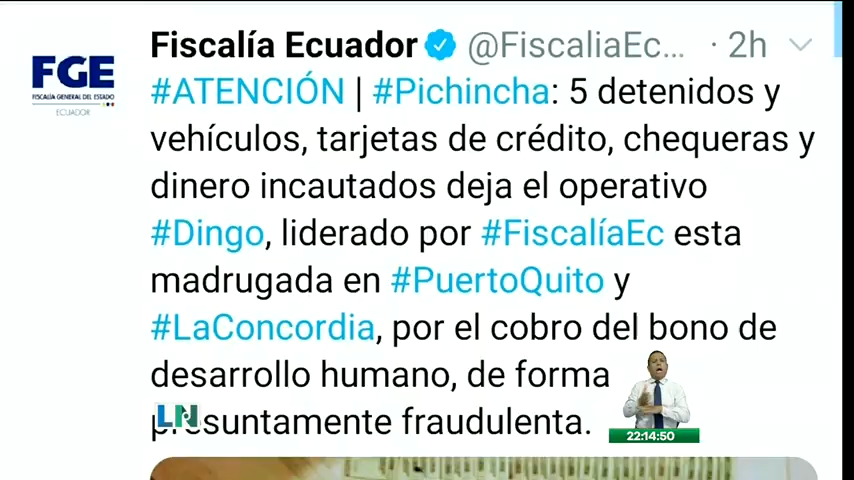 Fiscalía Ecuador @FiscaliaEc... · 2h
FGE
FISCALÍA GENERAL DEL ESTADO
ECUADOR
#ATENCIÓN | #Pichincha: 5 detenidos y
vehículos, tarjetas de crédito, chequeras y
dinero incautados deja el operativo
#Dingo, liderado por #FiscalíaEc esta
madrugada en #PuertoQuito y
#LaConcordia, por el cobro del bono de
desarrollo humano, de forma
presuntamente fraudulenta.
LN
22:14:50